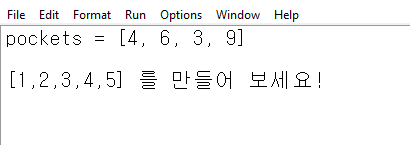 File Edit Format Run Options Window Help
pockets = [4, 6, 3, 9]
[1,2,3,4,5] 를 만들어 보세요!